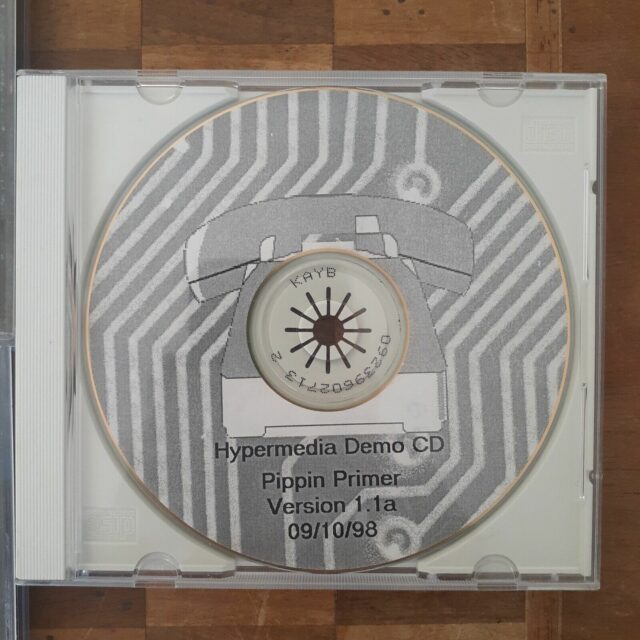 KAYB
092396027132
Hypermedia Demo CD
Pippin Primer
Version 1.1a
09/10/98